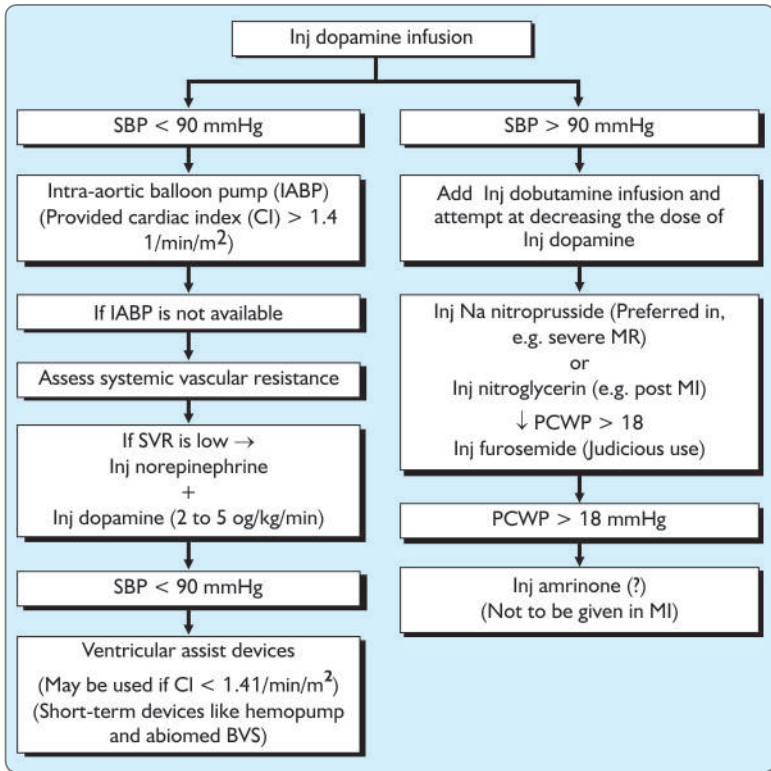 Inj dopamine infusion
SBP < 90 mmHg
Intra-aortic balloon pump (IABP)
(Provided cardiac index (CI) > 1.4
1/min/m²)
If IABP is not available
Assess systemic vascular resistance
If SVR is low →
Inj norepinephrine
+
Inj dopamine (2 to 5 og/kg/min)
SBP < 90 mmHg
Ventricular assist devices
(May be used if CI < 1.41/min/m²)
(Short-term devices like hemopump
and abiomed BVS)
SBP > 90 mmHg
Add Inj dobutamine infusion and
attempt at decreasing the dose of
Inj dopamine
Inj Na nitroprusside (Preferred in,
e.g. severe MR)
or
Inj nitroglycerin (e.g. post MI)
↓ PCWP > 18
Inj furosemide (Judicious use)
PCWP > 18 mmHg
Inj amrinone (?)
(Not to be given in MI)